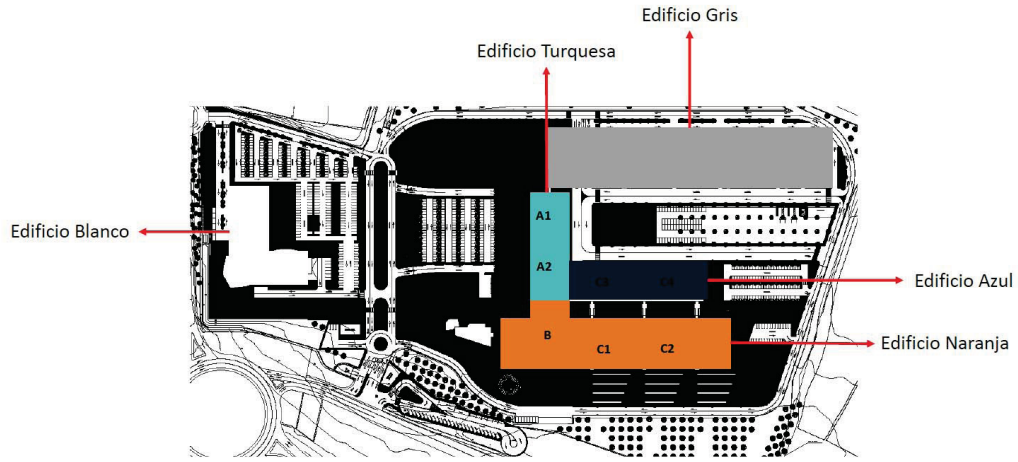 Edificio Gris
Edificio Turquesa
A1
Edificio Blanco
A2
C3 C4
Edificio Azul
B
C1 C2
Edificio Naranja